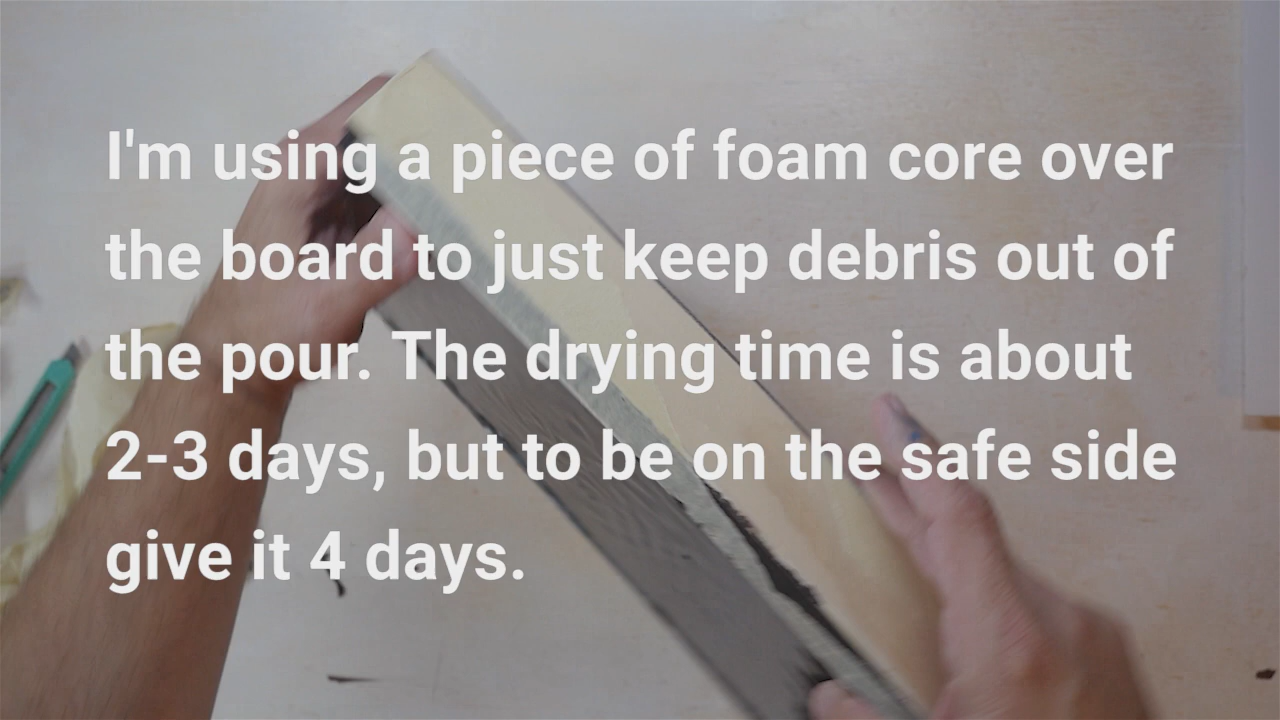 I'm using a piece of foam core over
the board to just keep debris out of
the pour. The drying time is about
2-3 days, but to be on the safe side
give it 4 days.